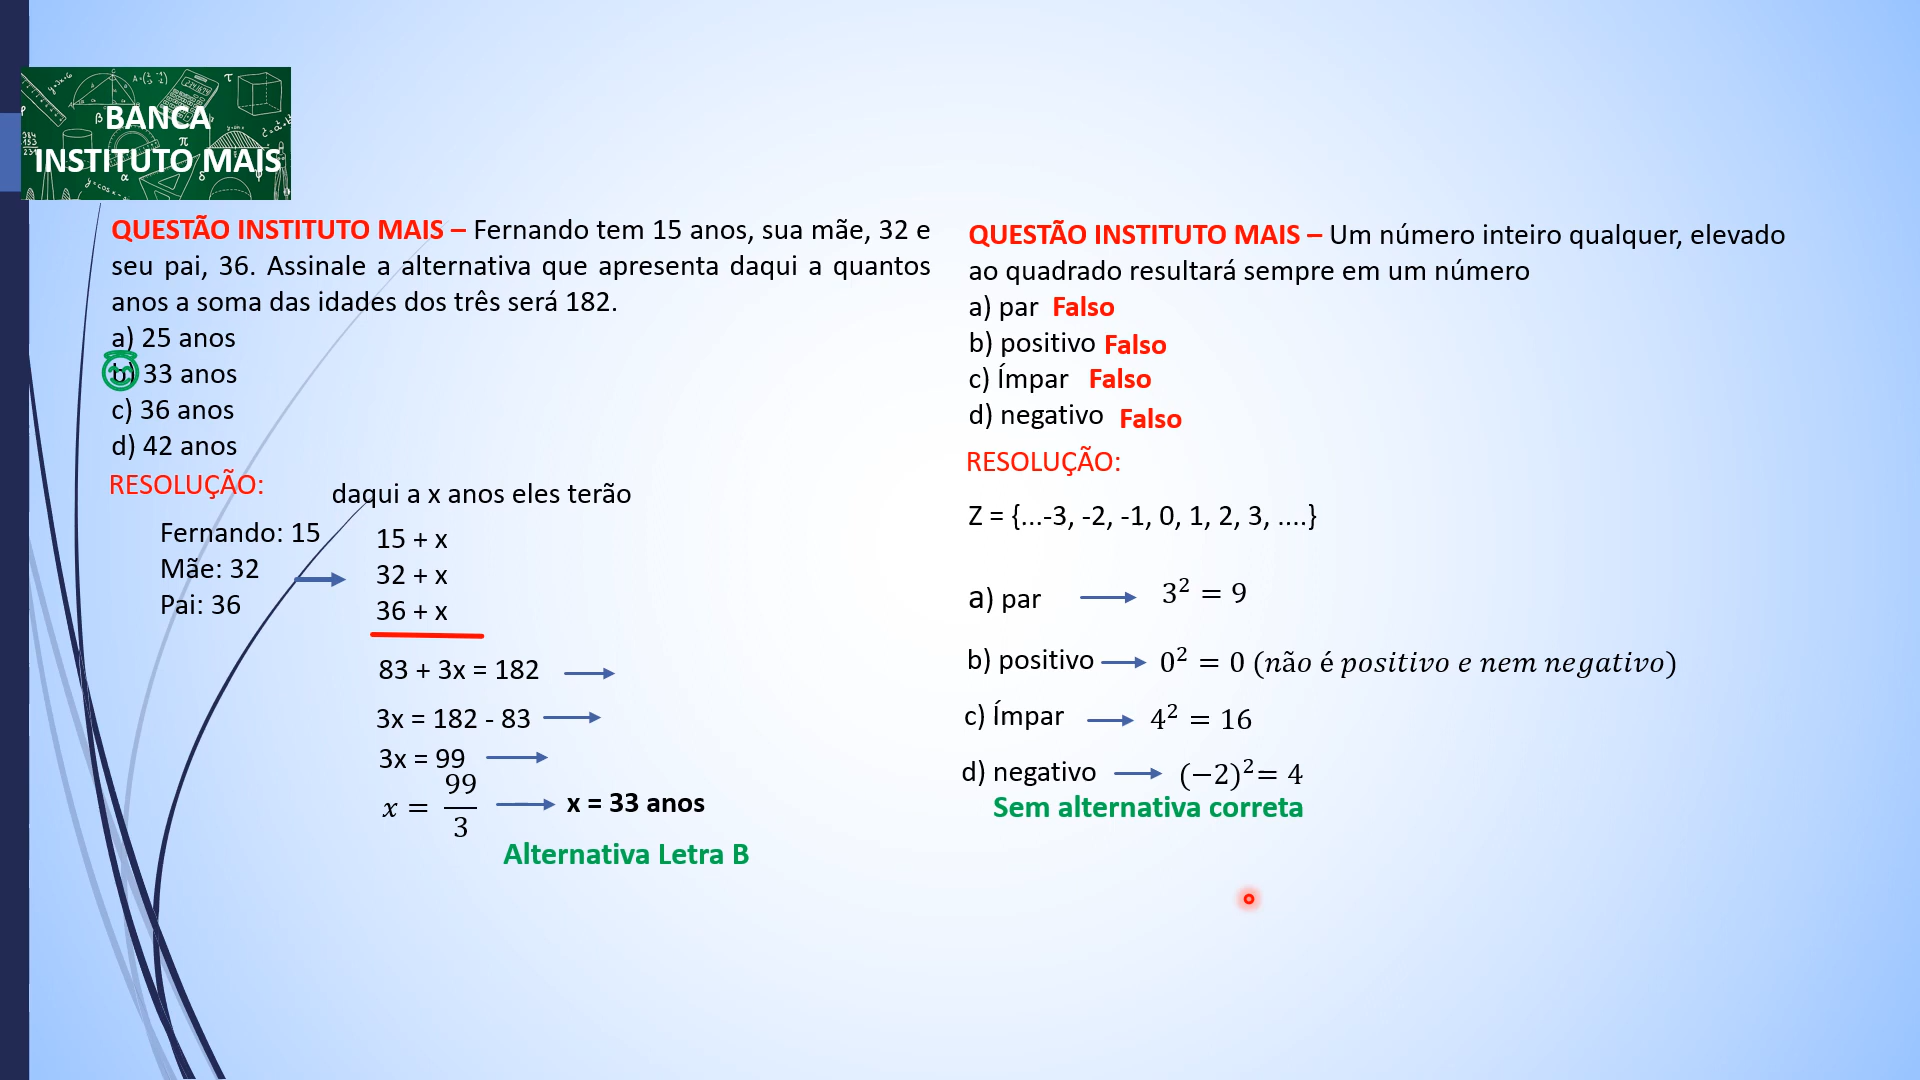 BANCA
INSTITUTO MAIS
QUESTÃO INSTITUTO MAIS – Fernando tem 15 anos, sua mãe, 32 e
seu pai, 36. Assinale a alternativa que apresenta daqui a quantos
anos a soma das idades dos três será 182.
a) 25 anos
b) 33 anos
c) 36 anos
d) 42 anos
RESOLUÇÃO:
daqui a x anos eles terão
Fernando: 15
Mãe: 32
Pai: 36
15 + x
32 + x
36 + x
83 + 3x = 182
3x = 182 - 83
3x = 99
x = 99/3
x = 33 anos
Alternativa Letra B
QUESTÃO INSTITUTO MAIS – Um número inteiro qualquer, elevado
ao quadrado resultará sempre em um número
a) par Falso
b) positivo Falso
c) Ímpar Falso
d) negativo Falso
RESOLUÇÃO:
Z = {...-3, -2, -1, 0, 1, 2, 3, ....}
a) par 3² = 9
b) positivo 0² = 0 (não é positivo e nem negativo)
c) Ímpar 4² = 16
d) negativo (−2)²= 4
Sem alternativa correta